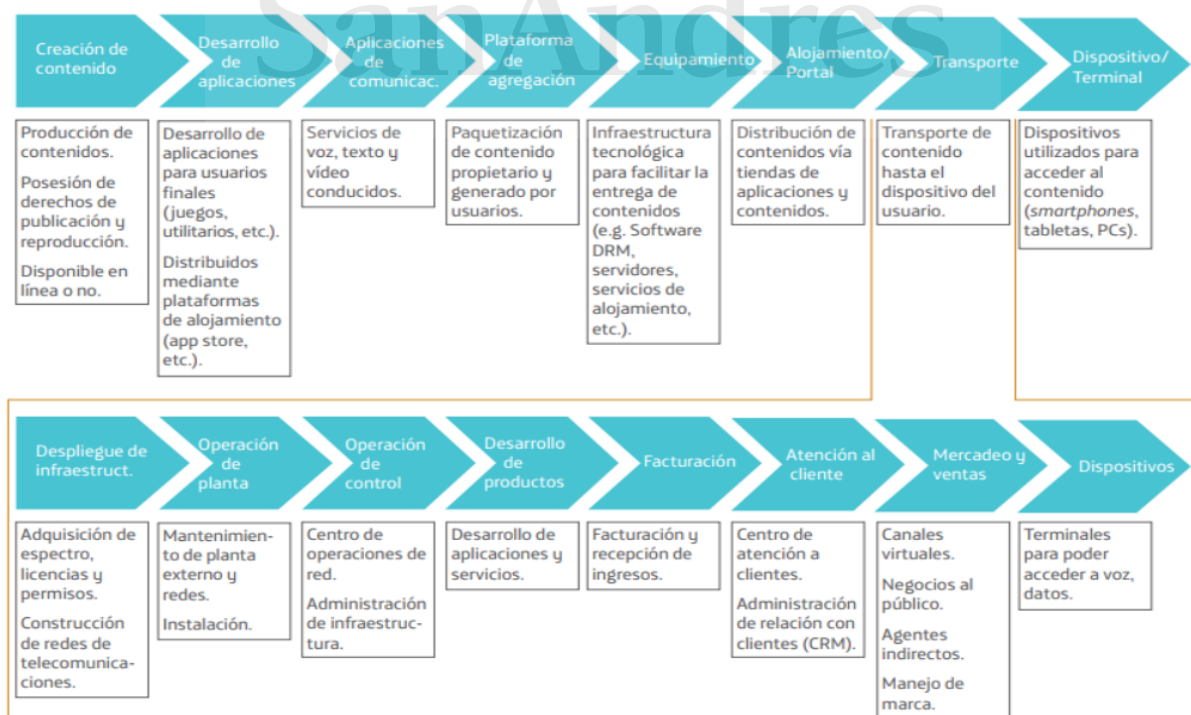 SanAndres
Creación de
contenido
Desarrollo
de
aplicaciones
Aplicaciones
de
comunicac.
Plataforma
de
agregación
Equipamiento
Alojamiento/
Portal
Transporte
Dispositivo/
Terminal
Producción de
contenidos.
Posesión de
derechos de
publicación y
reproducción.
Disponible en
línea o no.
Desarrollo de
aplicaciones
para usuarios
finales
(juegos,
utilitarios, etc.).
Distribuidos
mediante
plataformas
de alojamiento
(app store,
etc.).
Servicios de
voz, texto y
vídeo
conducidos.
Paquetización
de contenido
propietario y
generado por
usuarios.
Infraestructura
tecnológica
para facilitar la
entrega de
contenidos
(e.g. Software
DRM,
servidores,
servicios de
alojamiento,
etc.).
Distribución de
contenidos vía
tiendas de
aplicaciones y
contenidos.
Transporte de
contenido
hasta el
dispositivo del
usuario.
Dispositivos
utilizados para
acceder al
contenido
(smartphones,
tabletas, PCs).
Despliegue de
infraestruct.
Operación
de
planta
Operación
de
control
Desarrollo
de
productos
Facturación
Atención al
cliente
Mercadeo y
ventas
Dispositivos
Adquisición de
espectro,
licencias y
permisos.
Construcción
de redes de
telecomunica-
ciones.
Mantenimien-
to de planta
externo y
redes.
Instalación.
Centro de
operaciones de
red.
Administración
de infraestruc-
tura.
Desarrollo de
aplicaciones y
servicios.
Facturación y
recepción de
ingresos.
Centro de
atención a
clientes.
Administración
de relación con
clientes (CRM).
Canales
virtuales.
Negocios al
público.
Agentes
indirectos.
Manejo de
marca.
Terminales
para poder
acceder a voz,
datos.